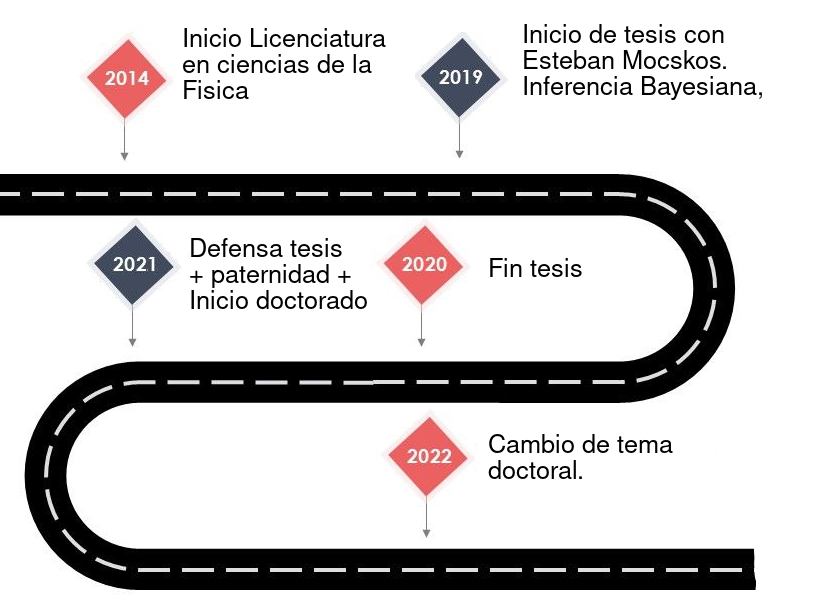 2014
Inicio Licenciatura
en ciencias de la
Fisica
2019
Inicio de tesis con
Esteban Mocskos.
Inferencia Bayesiana,
2021
Defensa tesis
+ paternidad +
Inicio doctorado
2020
Fin tesis
2022
Cambio de tema
doctoral.